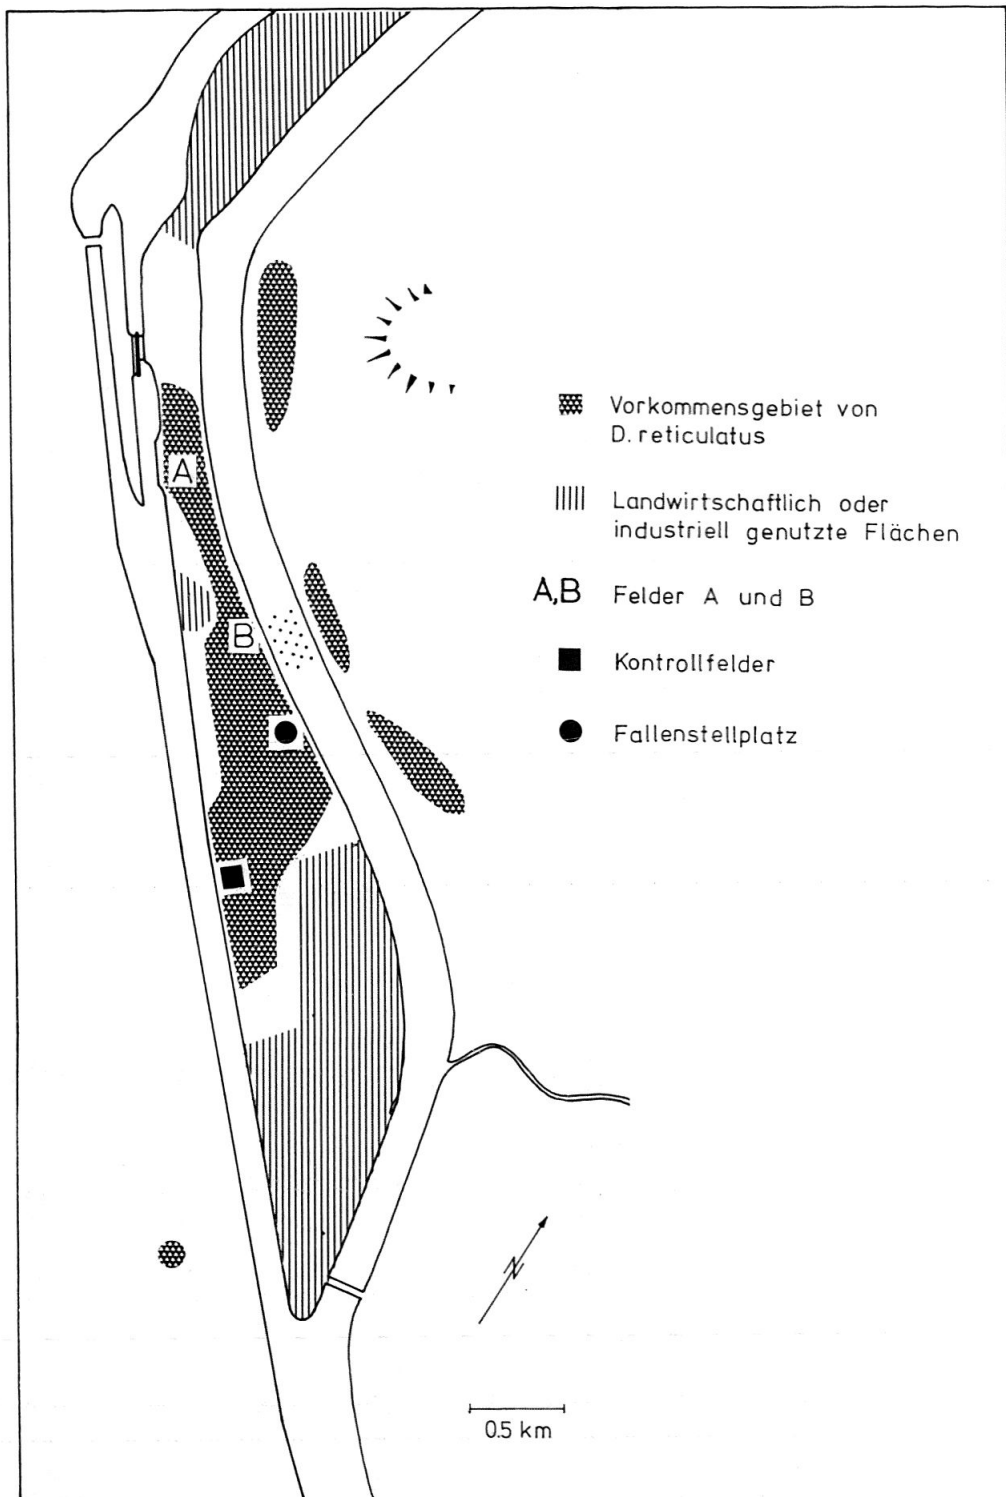 A
B
Vorkommensgebiet von
D. reticulatus
Landwirtschaftlich oder
industriell genutzte Flächen
A,B Felder A und B
Kontrollfelder
Fallenstellplatz
N
0.5 km